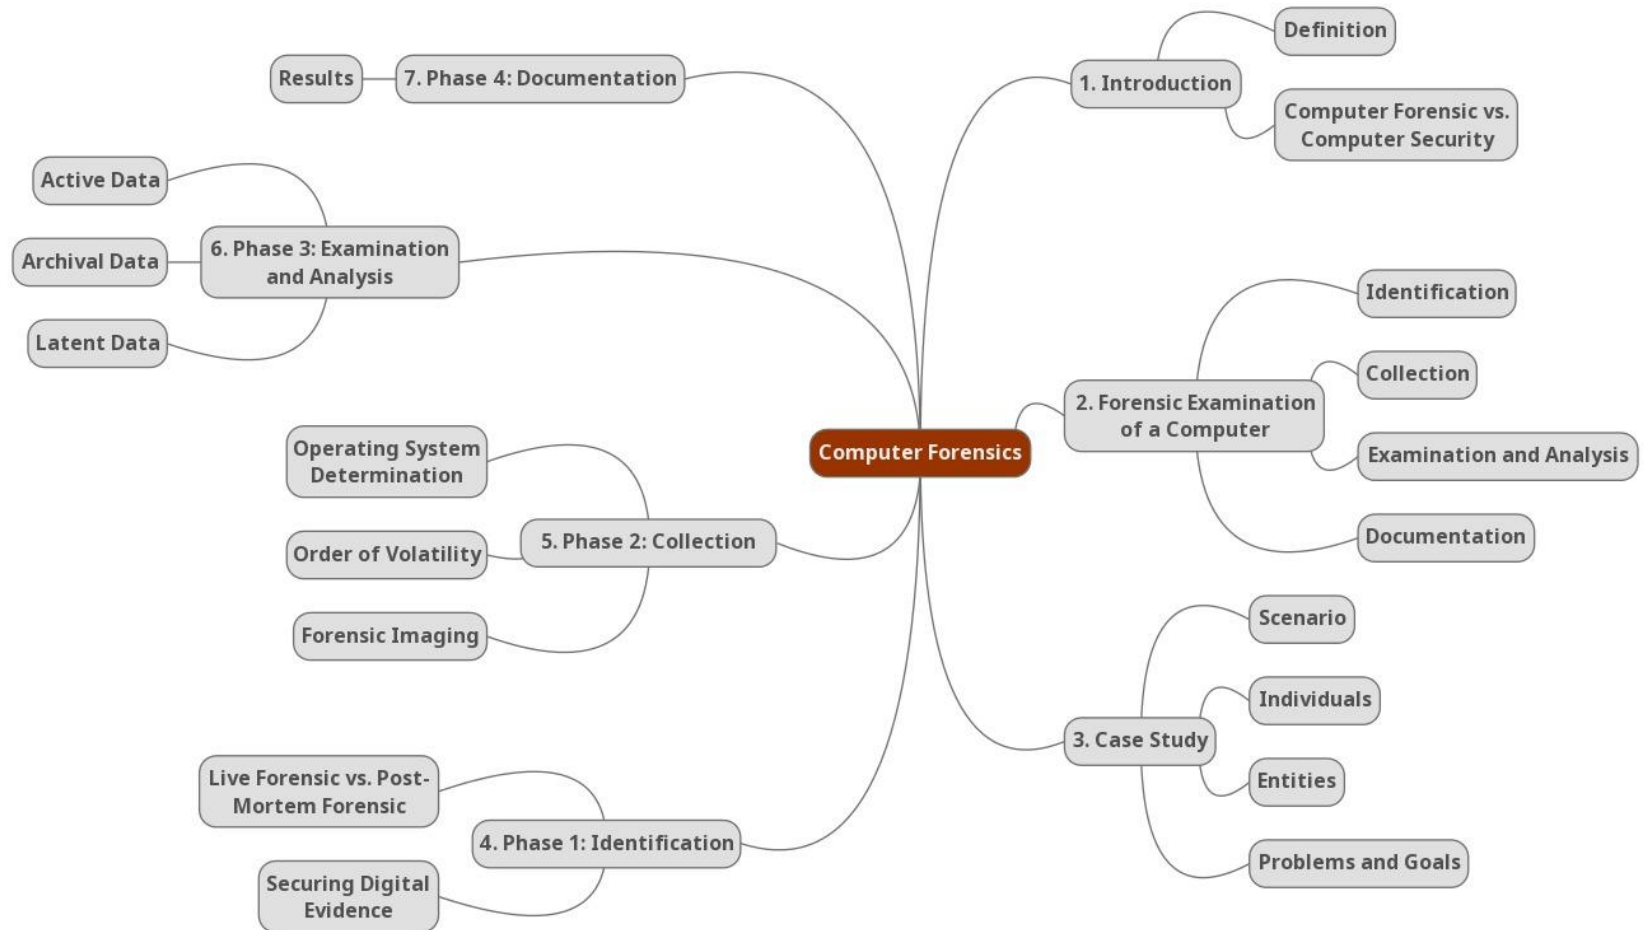 Computer Forensics
1. Introduction
Definition
Computer Forensic vs.
Computer Security
2. Forensic Examination
of a Computer
Identification
Collection
Examination and Analysis
Documentation
3. Case Study
Scenario
Individuals
Entities
Problems and Goals
4. Phase 1: Identification
Live Forensic vs. Post-
Mortem Forensic
Securing Digital
Evidence
5. Phase 2: Collection
Operating System
Determination
Order of Volatility
Forensic Imaging
6. Phase 3: Examination
and Analysis
Active Data
Archival Data
Latent Data
7. Phase 4: Documentation
Results